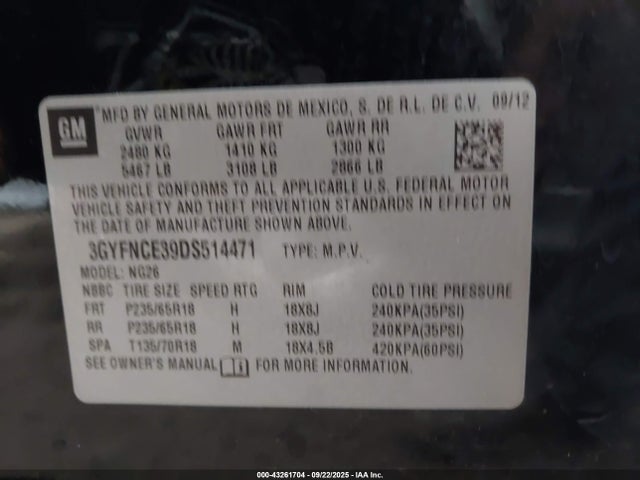 GM
MFD BY GENERAL MOTORS DE MEXICO, S. DE R.L. DE C.V. 09/12
GVWR GAWR FRT GAWR RR
2480 KG 1410 KG 1300 KG
5467 LB 3108 LB 2866 LB
THIS VEHICLE CONFORMS TO ALL APPLICABLE U.S. FEDERAL MOTOR
VEHICLE SAFETY AND THEFT PREVENTION STANDARDS IN EFFECT ON
THE DATE OF MANUFACTURE SHOWN ABOVE.
3GYFNCE39DS514471 TYPE: M.P.V.
MODEL: NG26
NBBC TIRE SIZE SPEED RTG RIM COLD TIRE PRESSURE
FRT P235/65R18 H 18X8J 240KPA(35PSI)
RR P235/65R18 H 18X8J 240KPA(35PSI)
SPA T135/70R18 M 18X4.5B 420KPA(60PSI)
SEE OWNER'S MANUAL FOR MORE INFORMATION.
000-43261704 - 09/22/2025 - IAA Inc.